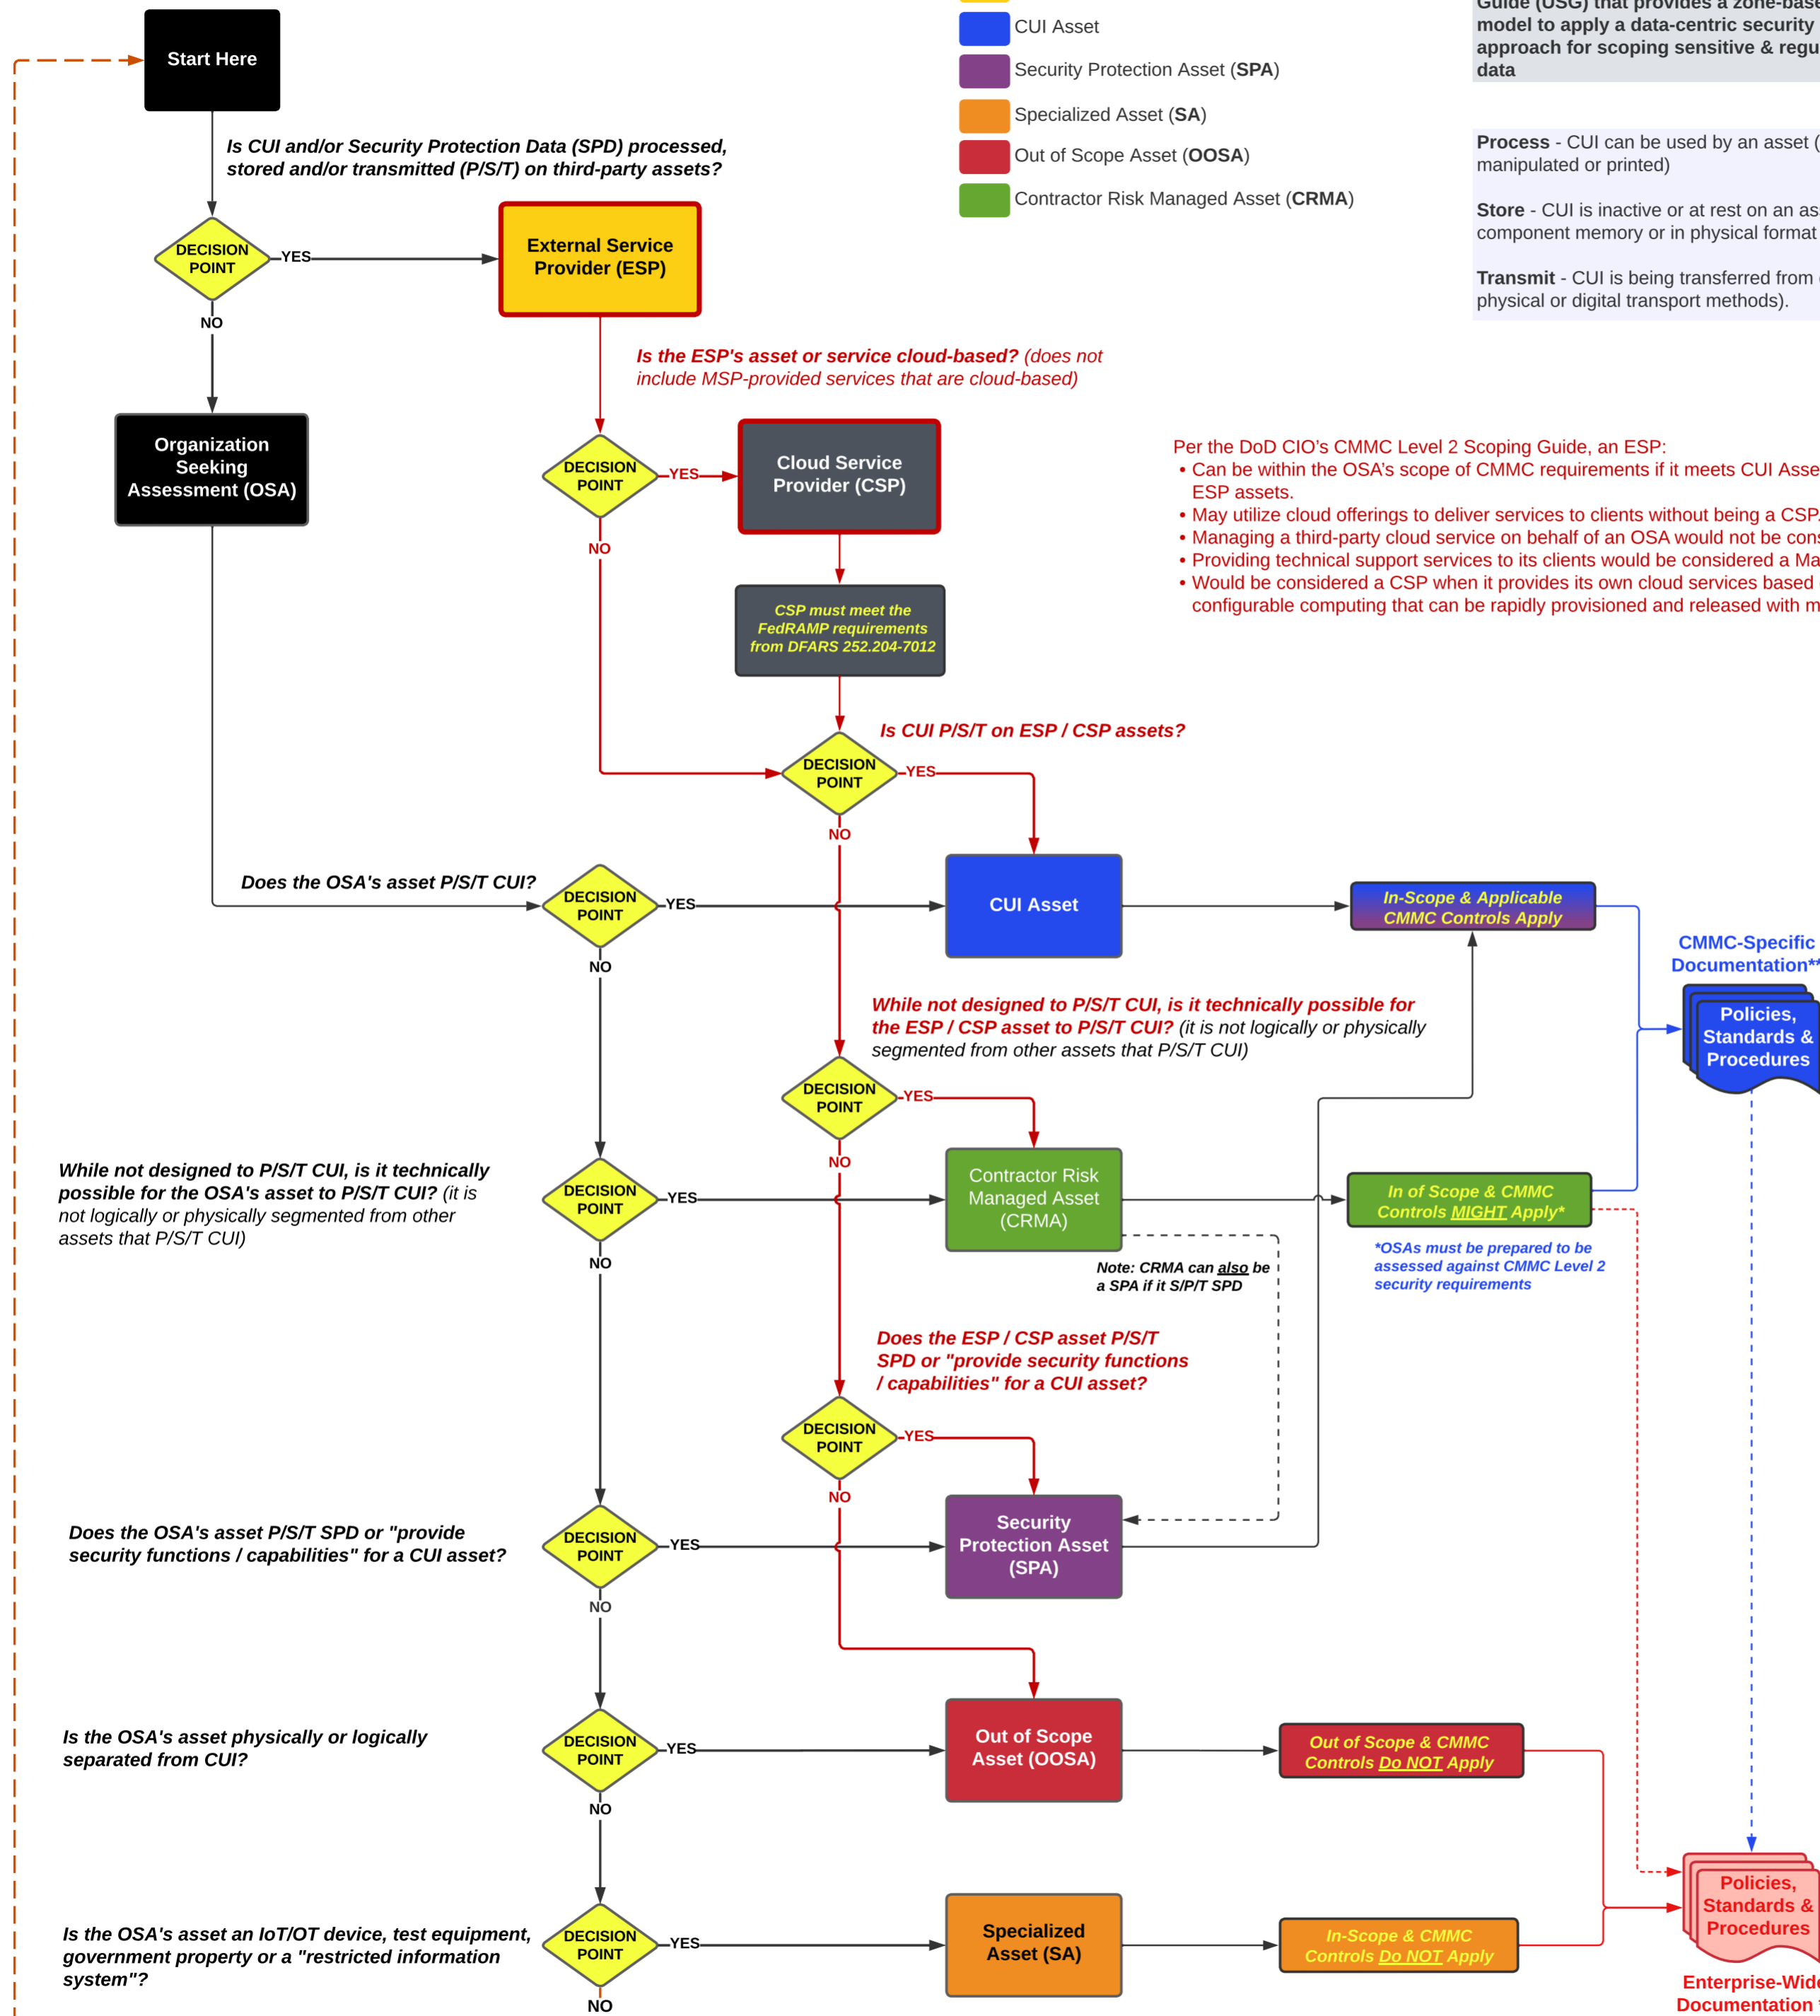 Start Here
Is CUI and/or Security Protection Data (SPD) processed,
stored and/or transmitted (P/S/T) on third-party assets?
DECISION
POINT
YES
NO
External Service
Provider (ESP)
CUI Asset
Security Protection Asset (SPA)
Specialized Asset (SA)
Out of Scope Asset (OOSA)
Contractor Risk Managed Asset (CRMA)
Guide (USG) that provides a
model to apply a data-centric security
approach for scoping sensitive &
data
Process - CUI can be used by an asset (
manipulated or printed)
Store - CUI is inactive or at rest on an
component memory or in physical format
Transmit - CUI is being transferred from
physical or digital transport methods).
Is the ESP's asset or service cloud-based? (does not
include MSP-provided services that are cloud-based)
Organization
Seeking
Assessment (OSA)
DECISION
POINT
YES
NO
Cloud Service
Provider (CSP)
Per the DoD CIO’s CMMC Level 2 Scoping Guide, an ESP:
• Can be within the OSA’s scope of CMMC requirements if it meets CUI
ESP assets.
• May utilize cloud offerings to deliver services to clients without being a CSP.
• Managing a third-party cloud service on behalf of an OSA would not be
• Providing technical support services to its clients would be considered a
• Would be considered a CSP when it provides its own cloud services based
configurable computing that can be rapidly provisioned and released with
CSP must meet the
FedRAMP requirements
from DFARS 252.204-7012
Is CUI P/S/T on ESP / CSP assets?
DECISION
POINT
YES
NO
Does the OSA's asset P/S/T CUI?
DECISION
POINT
YES
NO
CUI Asset
In-Scope & Applicable
CMMC Controls Apply
CMMC-Specific
Documentation**
Policies,
Standards &
Procedures
While not designed to P/S/T CUI, is it technically possible for
the ESP / CSP asset to P/S/T CUI? (it is not logically or physically
segmented from other assets that P/S/T CUI)
DECISION
POINT
YES
NO
While not designed to P/S/T CUI, is it technically
possible for the OSA's asset to P/S/T CUI? (it is
not logically or physically segmented from other
assets that P/S/T CUI)
DECISION
POINT
YES
NO
Contractor Risk
Managed Asset
(CRMA)
In of Scope & CMMC
Controls MIGHT Apply*
*OSAs must be prepared to be
assessed against CMMC Level 2
security requirements
Note: CRMA can also be
a SPA if it S/P/T SPD
Does the ESP / CSP asset P/S/T
SPD or "provide security functions
/ capabilities" for a CUI asset?
DECISION
POINT
YES
NO
Does the OSA's asset P/S/T SPD or "provide
security functions / capabilities" for a CUI asset?
DECISION
POINT
YES
NO
Security
Protection Asset
(SPA)
Is the OSA's asset physically or logically
separated from CUI?
DECISION
POINT
YES
NO
Out of Scope
Asset (OOSA)
Out of Scope & CMMC
Controls Do NOT Apply
Is the OSA's asset an IoT/OT device, test equipment,
government property or a "restricted information
system"?
DECISION
POINT
YES
NO
Specialized
Asset (SA)
In-Scope & CMMC
Controls Do NOT Apply
Policies,
Standards &
Procedures
Enterprise-Wide
Documentation